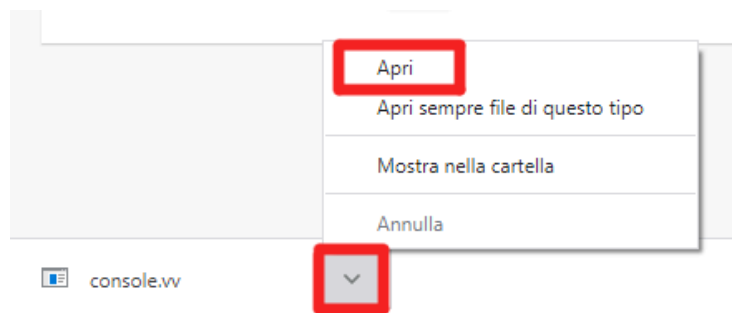 Apri
Apri sempre file di questo tipo
Mostra nella cartella
Annulla
console.vv